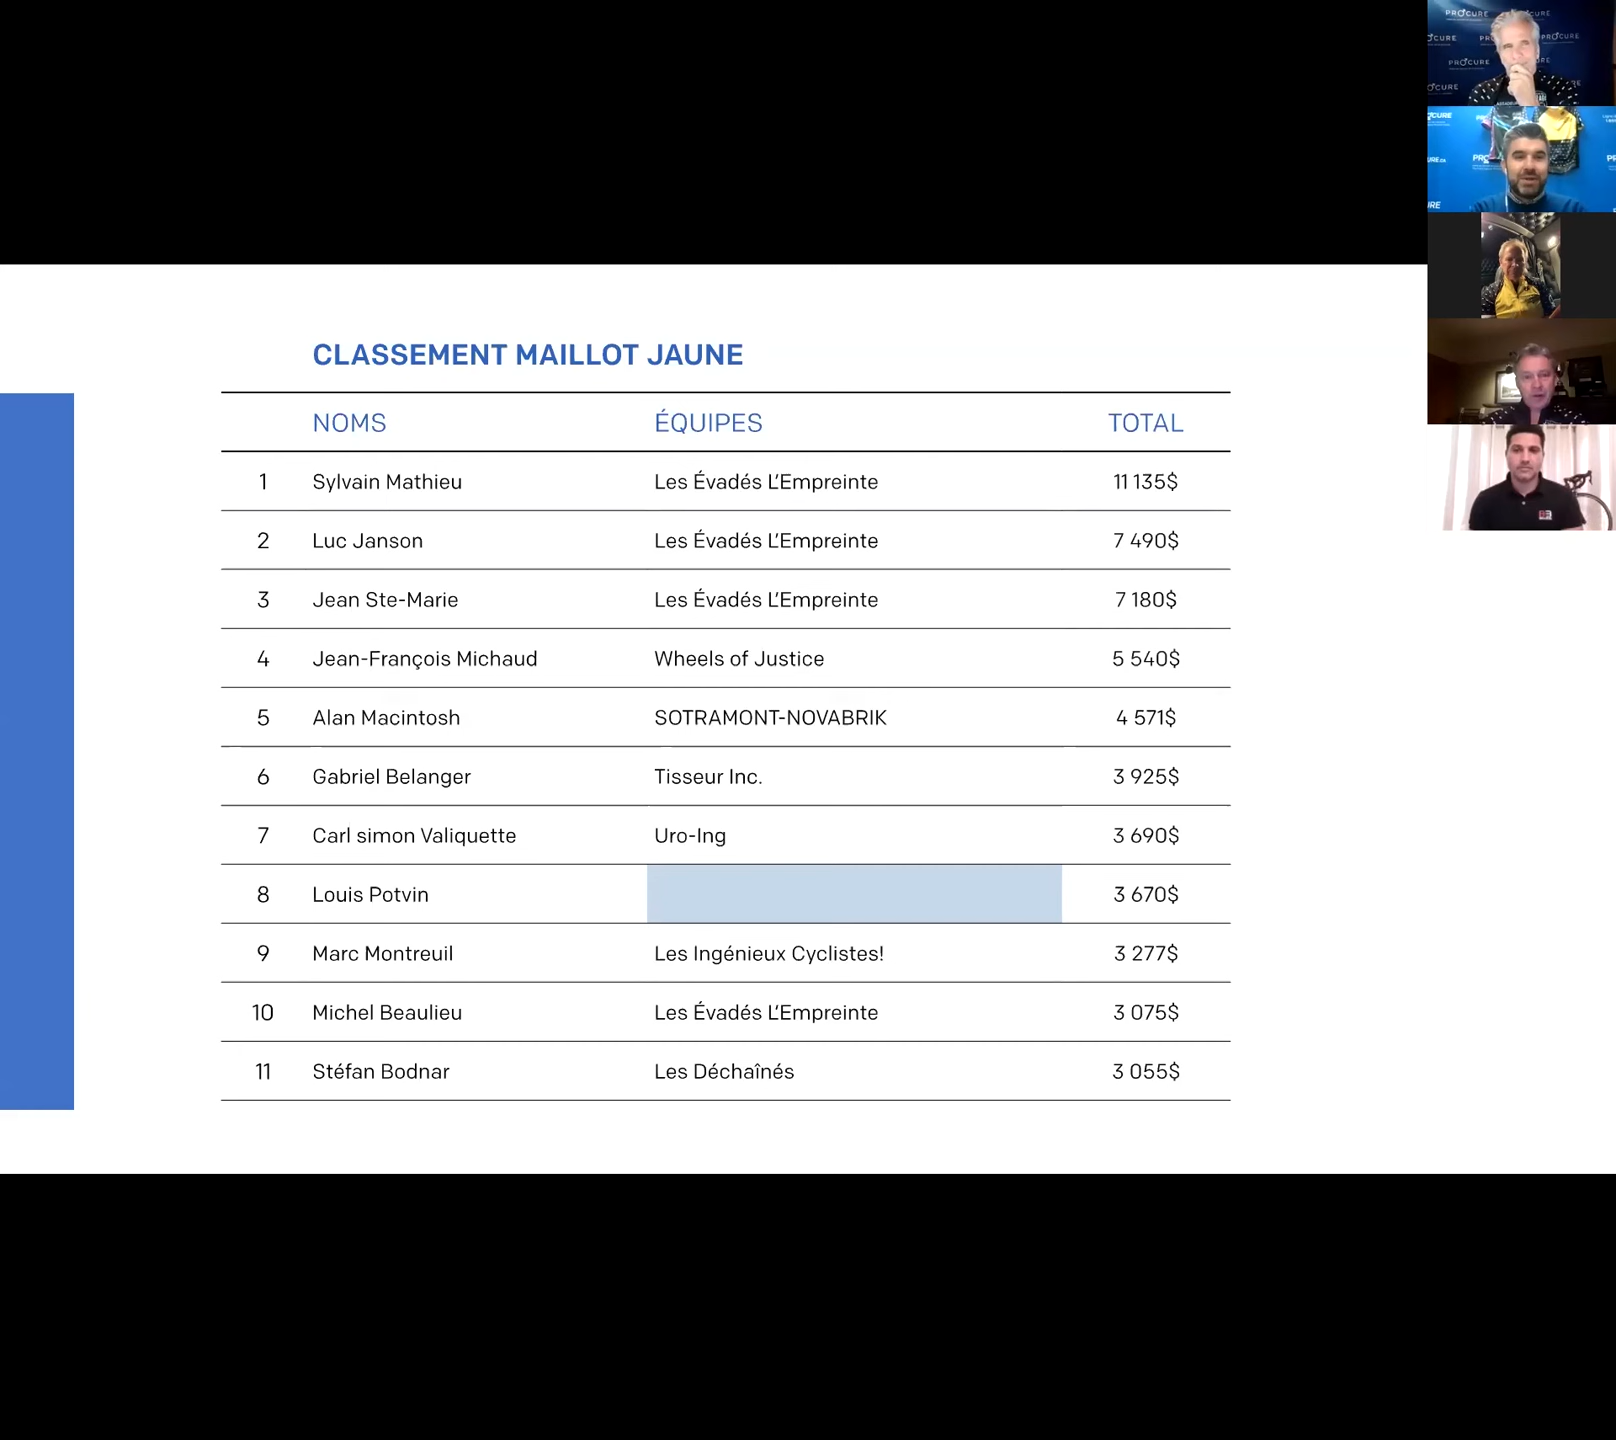 CLASSEMENT MAILLOT JAUNE
NOMS ÉQUIPES TOTAL
1 Sylvain Mathieu Les Évadés L'Empreinte 11 135$
2 Luc Janson Les Évadés L'Empreinte 7 490$
3 Jean Ste-Marie Les Évadés L'Empreinte 7 180$
4 Jean-François Michaud Wheels of Justice 5 540$
5 Alan Macintosh SOTRAMONT-NOVABRIK 4 571$
6 Gabriel Belanger Tisseur Inc. 3 925$
7 Carl simon Valiquette Uro-Ing 3 690$
8 Louis Potvin 3 670$
9 Marc Montreuil Les Ingénieux Cyclistes! 3 277$
10 Michel Beaulieu Les Évadés L'Empreinte 3 075$
11 Stéfan Bodnar Les Déchaînés 3 055$
PROCURE
PROCURE
PROCURE